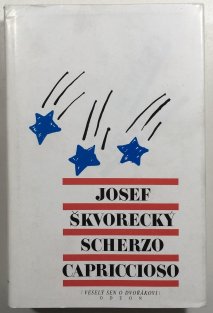 JOSEF
ŠKVORECKÝ
SCHERZO
CAPRICCIOSO
(VESELÝ SEN O DVOŘÁKOVI)
ODEON